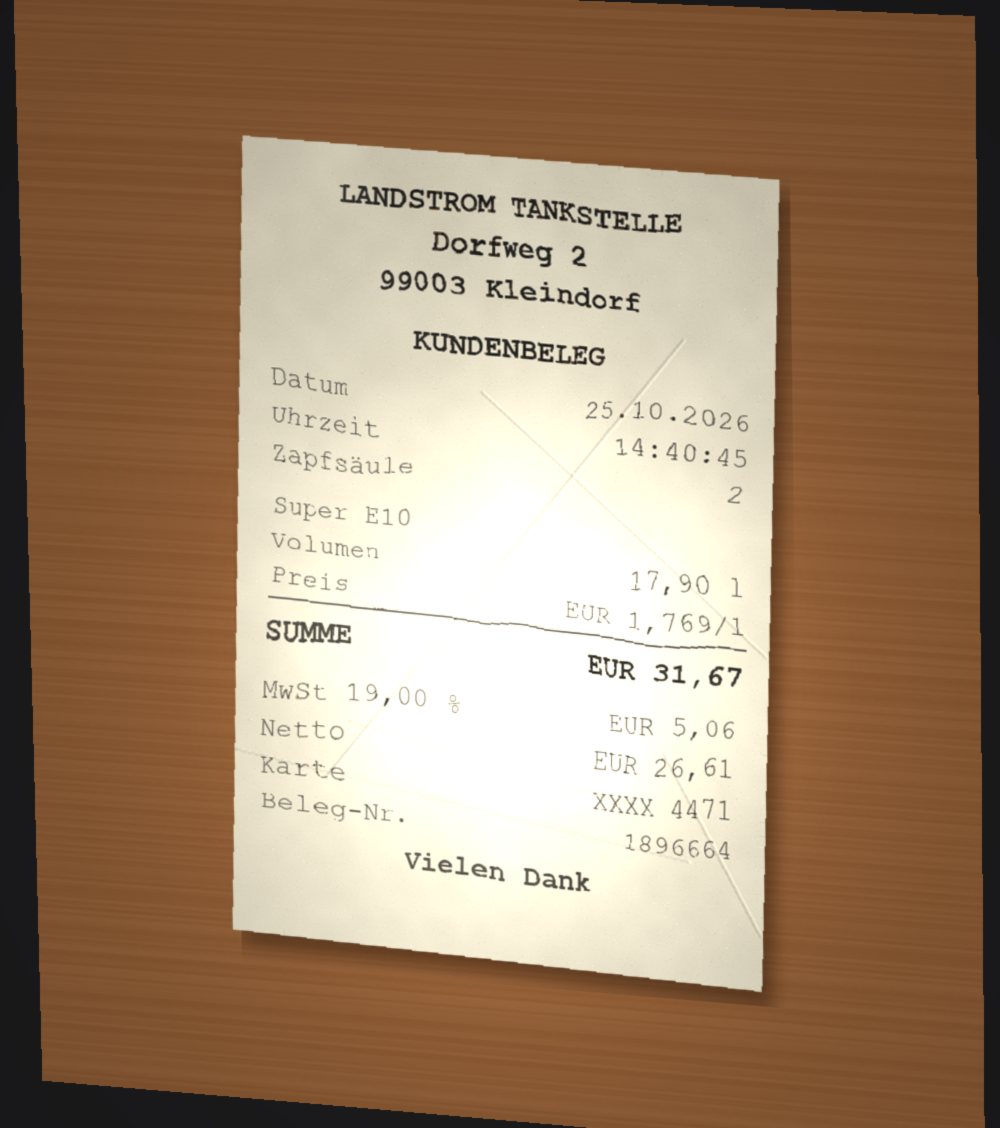 LANDSTROM TANKSTELLE
Dorfweg 2
99003 Kleindorf
KUNDENBELEG
Datum 25.10.2026
Uhrzeit 14:40:45
Zapfsäule 2
Super E10
Volumen 17,90 l
Preis EUR 1,769/l
SUMME EUR 31,67
MwSt 19,00 % EUR 5,06
Netto EUR 26,61
Karte XXXX 4471
Beleg-Nr. 1896664
Vielen Dank